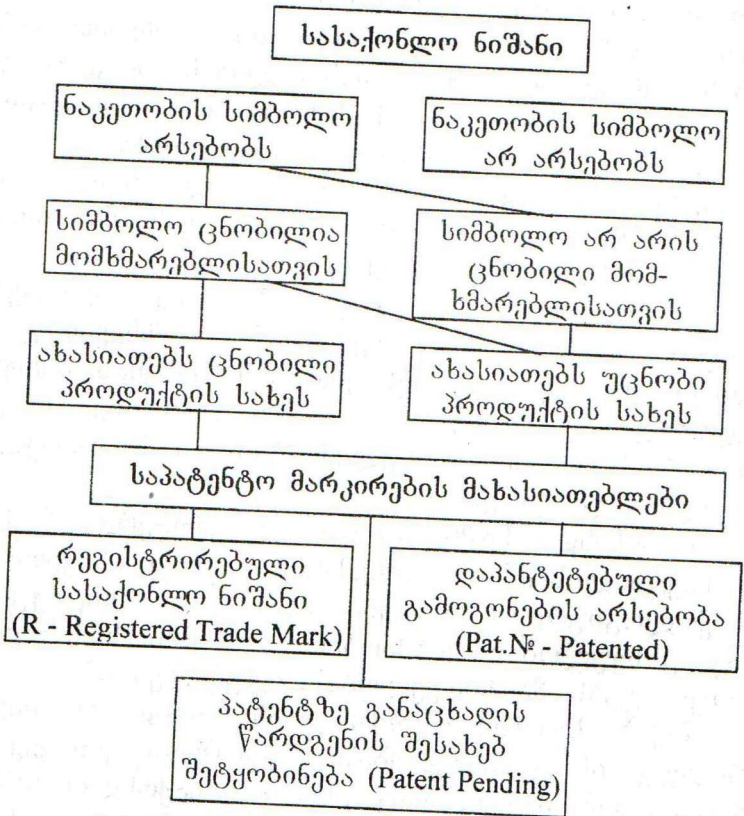 სასაქონლო ნიშანი
ნაკეთობის სიმბოლო
არსებობს
ნაკეთობის სიმბოლო
არ არსებობს
სიმბოლო ცნობილია
მომხმარებლისათვის
სიმბოლო არ არის
ცნობილი მომ-
ხმარებლისათვის
ახასიათებს ცნობილი
პროდუქტის სახეს
ახასიათებს უცნობი
პროდუქტის სახეს
საპატენტო მარკირების მახასიათებლები
რეგისტრირებული
სასაქონლო ნიშანი
(R - Registered Trade Mark)
დაპანტეტებული
გამოგონების არსებობა
(Pat.№ - Patented)
პატენტზე განაცხადის
წარდგენის შესახებ
შეტყობინება (Patent Pending)